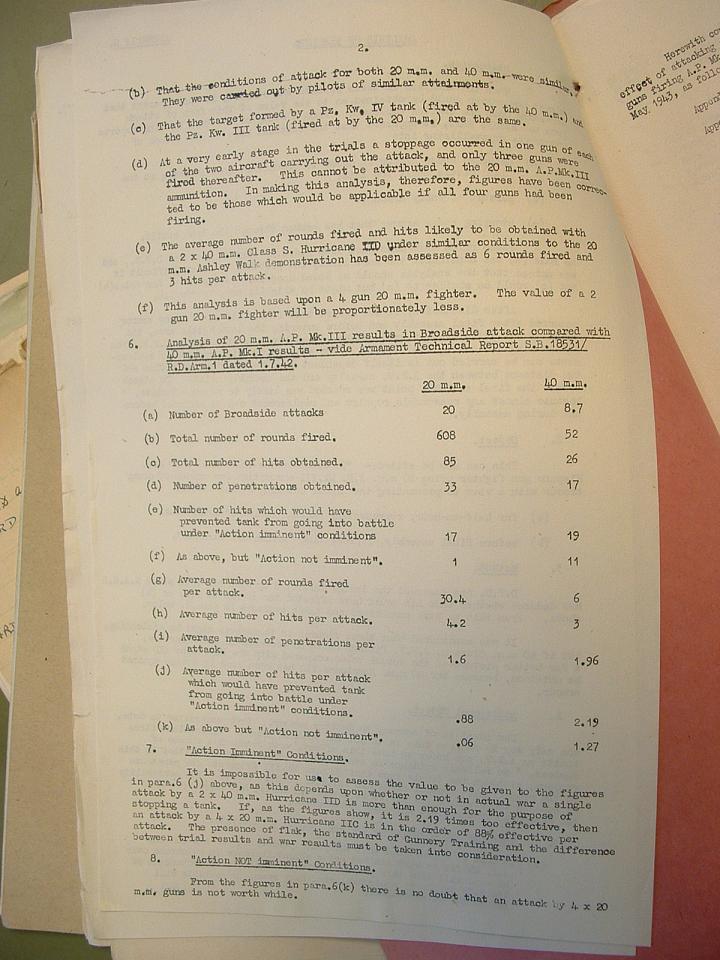 2.
(b) That the conditions of attack for both 20 m.m. and 40 m.m. were similar.
They were carried out by pilots of similar attainments.
(c) That the target formed by a Pz. Kw. IV tank (fired at by the 40 m.m.) and
the Pz. Kw. III tank (fired at by the 20 m.m.) are the same.
(d) At a very early stage in the trials a stoppage occurred in one gun of each
of the two aircraft carrying out the attack, and only three guns were
fired thereafter. This cannot be attributed to the 20 m.m. A.P.Mk.III
ammunition. In making this analysis, therefore, figures have been correc-
ted to be those which would be applicable if all four guns had been
firing.
(e) The average number of rounds fired and hits likely to be obtained with
a 2 x 40 m.m. Class S. Hurricane IID under similar conditions to the 20
m.m. Ashley Walk demonstration has been assessed as 6 rounds fired and
3 hits per attack.
(f) This analysis is based upon a 4 gun 20 m.m. fighter. The value of a 2
gun 20 m.m. fighter will be proportionately less.
6. Analysis of 20 m.m. A.P. Mk.III results in Broadside attack compared with
40 m.m. A.P. Mk.I results - vide Armament Technical Report S.B.18531/
R.D.Arm.1 dated 1.7.42.
20 m.m. 40 m.m.
(a) Number of Broadside attacks 20 8.7
(b) Total number of rounds fired. 608 52
(c) Total number of hits obtained. 85 26
(d) Number of penetrations obtained. 33 17
(e) Number of hits which would have
prevented tank from going into battle
under "Action imminent" conditions 17 19
(f) As above, but "Action not imminent". 1 11
(g) Average number of rounds fired
per attack. 30.4 6
(h) Average number of hits per attack. 4.2 3
(i) Average number of penetrations per
attack. 1.6 1.96
(j) Average number of hits per attack
which would have prevented tank
from going into battle under
"Action imminent" conditions. .88 2.19
(k) As above but "Action not imminent". .06 1.27
7. "Action Imminent" Conditions.
It is impossible for us to assess the value to be given to the figures
in para.6 (j) above, as this depends upon whether or not in actual war a single
attack by a 2 x 40 m.m. Hurricane IID is more than enough for the purpose of
stopping a tank. If, as the figures show, it is 2.19 times too effective, then
an attack by a 4 x 20 m.m. Hurricane IIC is in the order of 88% effective per
attack. The presence of flak, the standard of Gunnery Training and the difference
between trial results and war results must be taken into consideration.
8. "Action NOT imminent" Conditions.
From the figures in para.6(k) there is no doubt that an attack by 4 x 20
m.m. guns is not worth while.
Herewith
effect of attacking
guns firing A.P. Mk
May, 1943, as